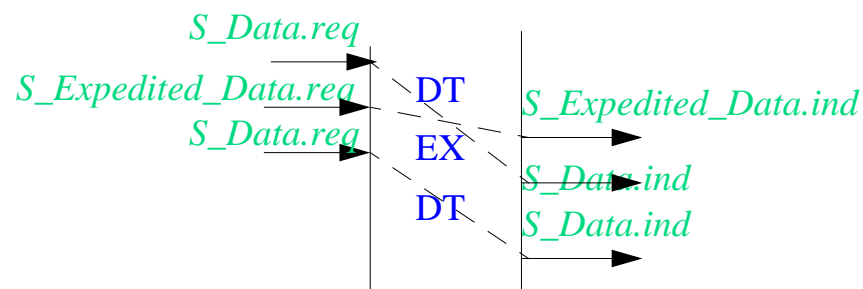 S_Data.req
S_Expedited_Data.req
S_Data.req
DT
EX
DT
S_Expedited_Data.ind
S_Data.ind
S_Data.ind